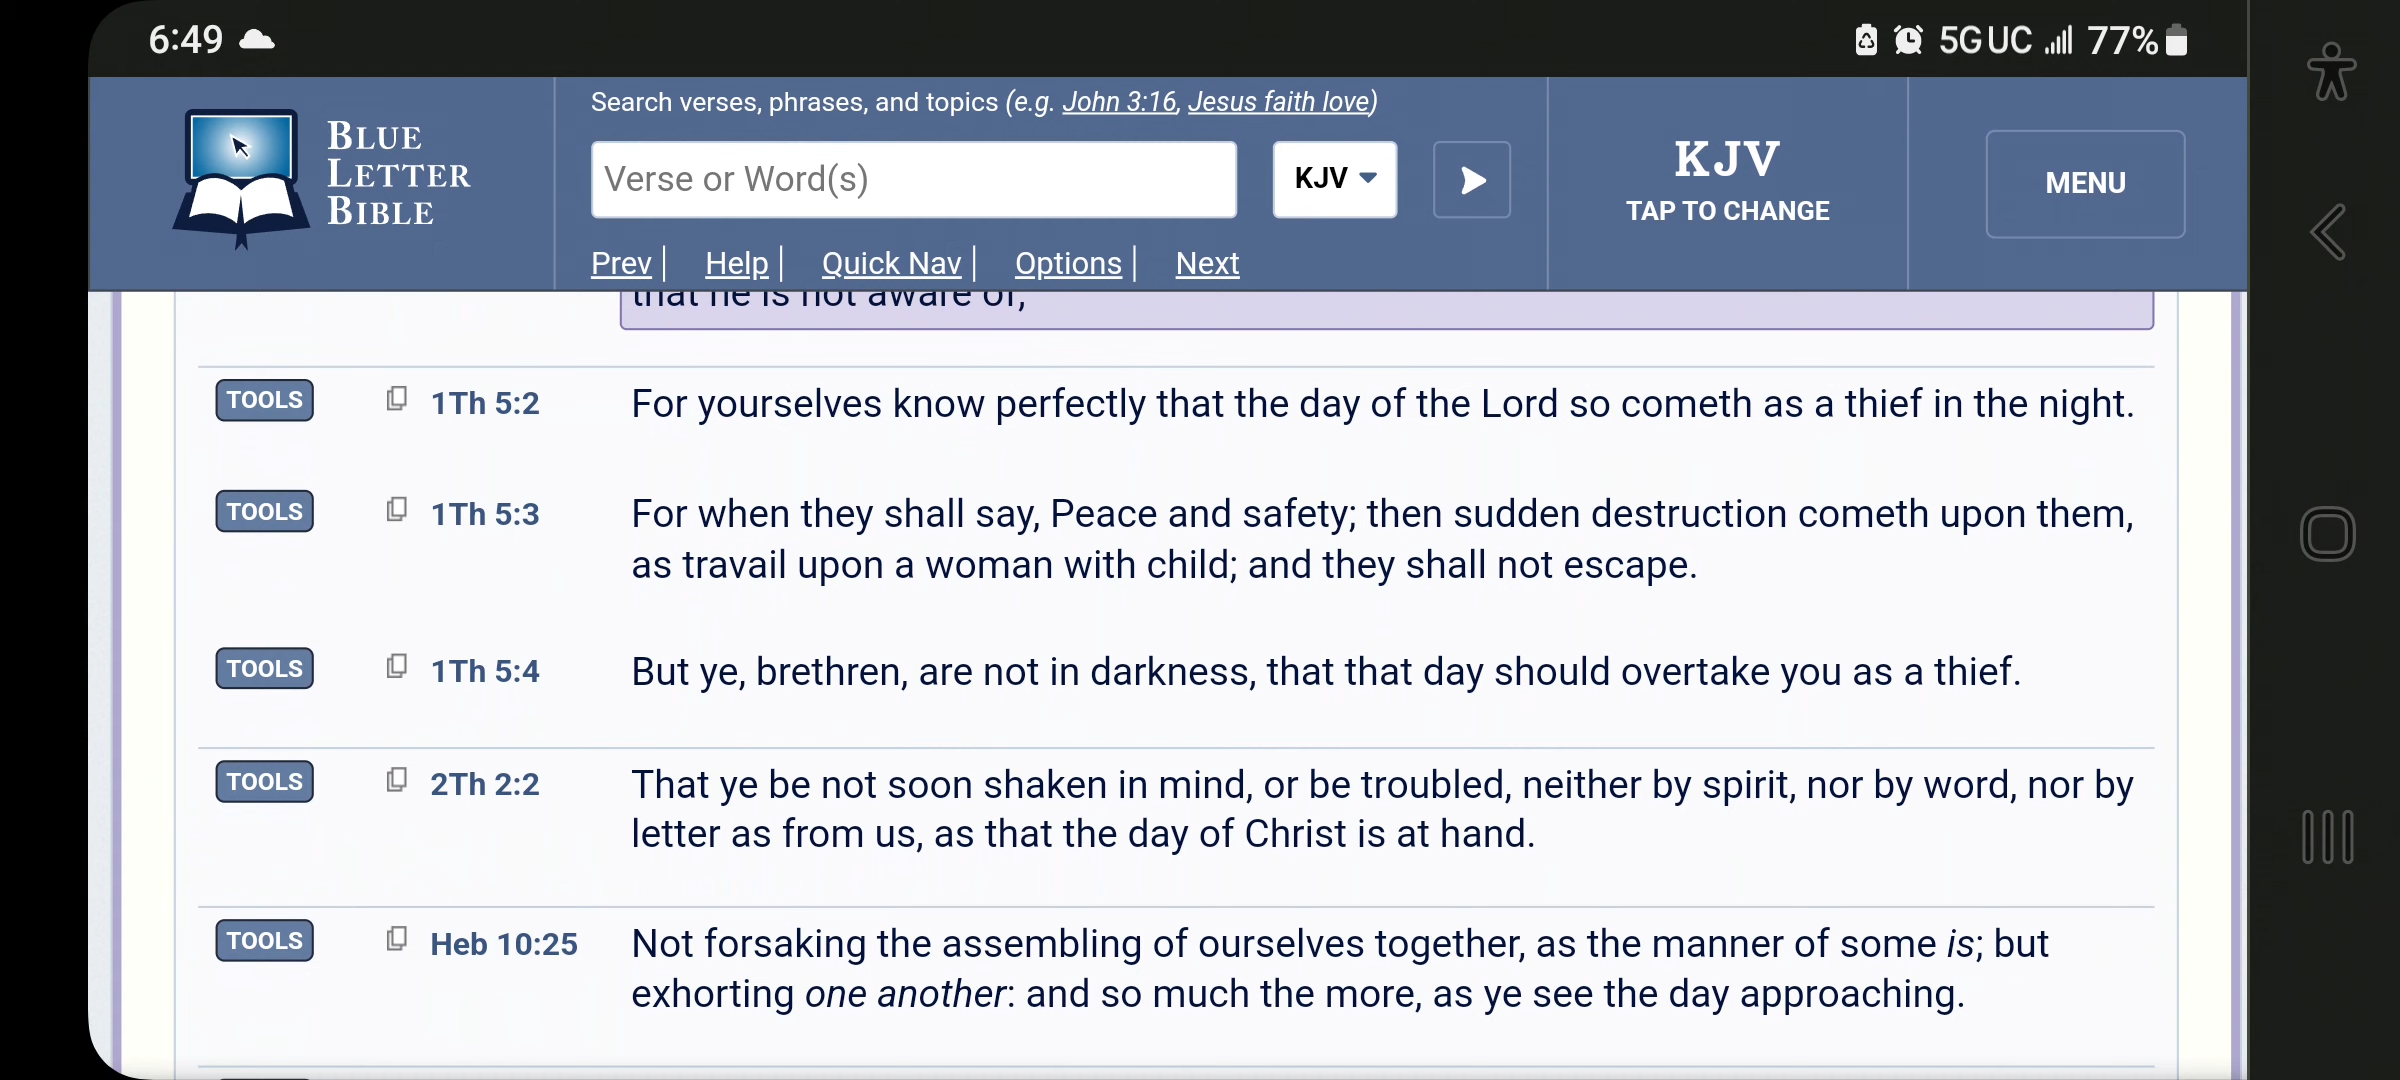 6:49 5G UC 77%
Search verses, phrases, and topics (e.g. John 3:16, Jesus faith love)
BLUE
LETTER
BIBLE
Verse or Word(s)
KJV
KJV
TAP TO CHANGE
MENU
Prev | Help | Quick Nav | Options | Next
that he is not aware of,
TOOLS 1Th 5:2 For yourselves know perfectly that the day of the Lord so cometh as a thief in the night.
TOOLS 1Th 5:3 For when they shall say, Peace and safety; then sudden destruction cometh upon them,
as travail upon a woman with child; and they shall not escape.
TOOLS 1Th 5:4 But ye, brethren, are not in darkness, that that day should overtake you as a thief.
TOOLS 2Th 2:2 That ye be not soon shaken in mind, or be troubled, neither by spirit, nor by word, nor by
letter as from us, as that the day of Christ is at hand.
TOOLS Heb 10:25 Not forsaking the assembling of ourselves together, as the manner of some is; but
exhorting one another: and so much the more, as ye see the day approaching.